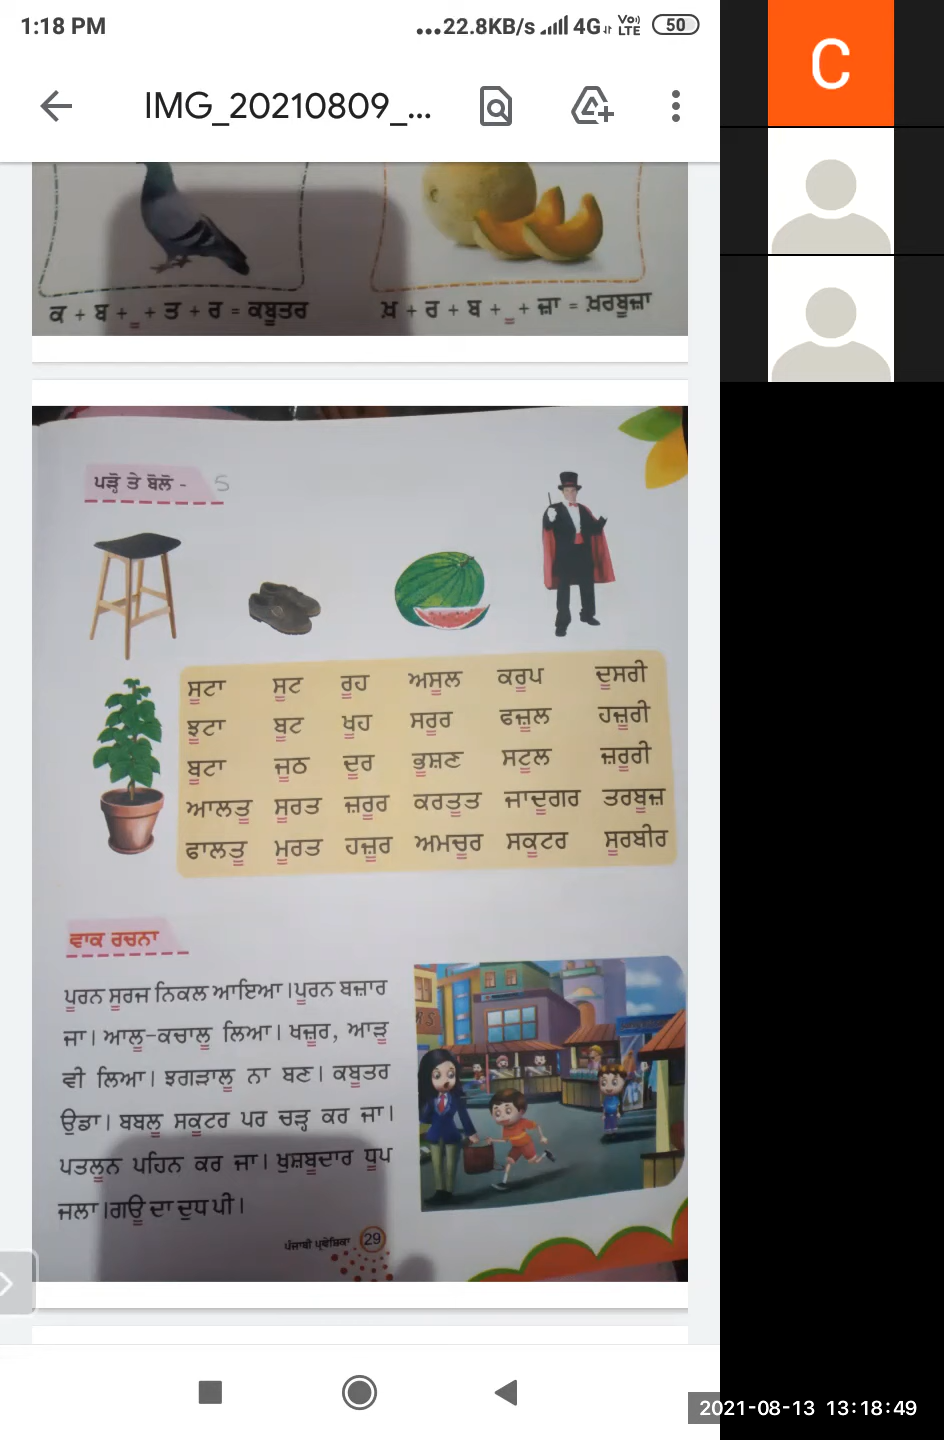 1:18 PM
...22.8KB/s 4G VoLTE 50
IMG_20210809_...
C
ਕ + ਬ + _ + ਤ + ਰ = ਕਬੂਤਰ
ਖ਼ + ਰ + ਬ + _ + ਜ਼ਾ = ਖ਼ਰਬੂਜ਼ਾ
ਪੜ੍ਹੋ ਤੇ ਬੋਲੋ - 5
ਸੂਟਾ ਸੂਟ ਰੂਹ ਅਸੂਲ ਕਰੂਪ ਦੂਸਰੀ
ਝੂਟਾ ਬੂਟ ਖੂਹ ਸਰੂਰ ਫਜ਼ੂਲ ਹਜ਼ੂਰੀ
ਬੂਟਾ ਜੂਠ ਦੂਰ ਭੂਸ਼ਣ ਸਟੂਲ ਜ਼ਰੂਰੀ
ਆਲਤੂ ਸੂਰਤ ਜ਼ਰੂਰ ਕਰਤੂਤ ਜਾਦੂਗਰ ਤਰਬੂਜ਼
ਫਾਲਤੂ ਮੂਰਤ ਹਜ਼ੂਰ ਅਮਚੂਰ ਸਕੂਟਰ ਸੂਰਬੀਰ
ਵਾਕ ਰਚਨਾ
ਪੂਰਨ ਸੂਰਜ ਨਿਕਲ ਆਇਆ। ਪੂਰਨ ਬਜ਼ਾਰ
ਜਾ। ਆਲੂ-ਕਚਾਲੂ ਲਿਆ। ਖਜ਼ੂਰ, ਆੜੂ
ਵੀ ਲਿਆ। ਝਗੜਾਲੂ ਨਾ ਬਣ। ਕਬੂਤਰ
ਉਡਾ। ਬਬਲੂ ਸਕੂਟਰ ਪਰ ਚੜ੍ਹ ਕਰ ਜਾ।
ਪਤਲੂਨ ਪਹਿਨ ਕਰ ਜਾ। ਖੁਸ਼ਬੂਦਾਰ ਧੂਪ
ਜਲਾ। ਗਊ ਦਾ ਦੁਧ ਪੀ।
ਪੰਜਾਬੀ ਪ੍ਰਵੇਸ਼ਿਕਾ 29
2021-08-13 13:18:49